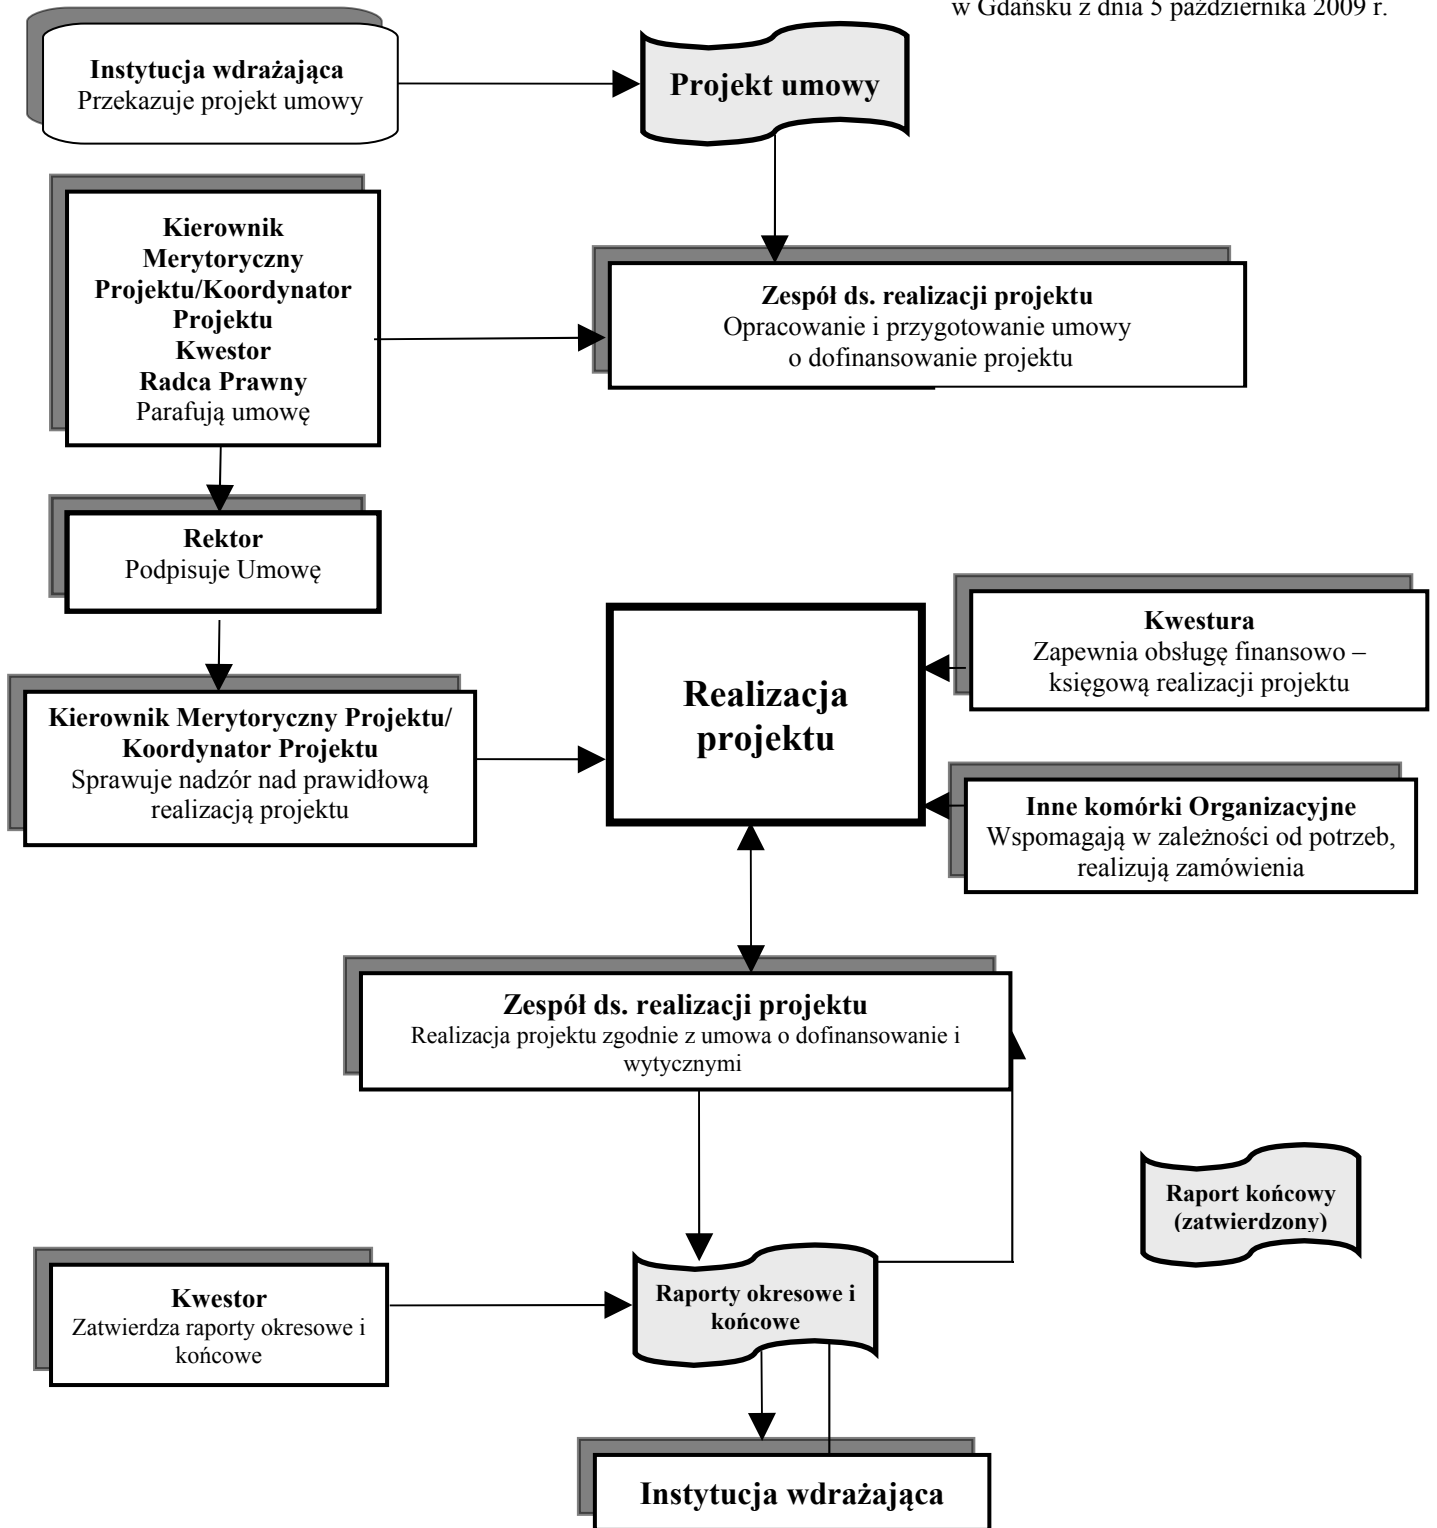 w Gdańsku z dnia 5 października 2009 r.
Instytucja wdrażająca
Przekazuje projekt umowy
Projekt umowy
Kierownik
Merytoryczny
Projektu/Koordynator
Projektu
Kwestor
Radca Prawny
Parafują umowę
Zespół ds. realizacji projektu
Opracowanie i przygotowanie umowy
o dofinansowanie projektu
Rektor
Podpisuje Umowę
Kwestura
Zapewnia obsługę finansowo –
księgową realizacji projektu
Realizacja
projektu
Kierownik Merytoryczny Projektu/
Koordynator Projektu
Sprawuje nadzór nad prawidłową
realizacją projektu
Inne komórki Organizacyjne
Wspomagają w zależności od potrzeb,
realizują zamówienia
Zespół ds. realizacji projektu
Realizacja projektu zgodnie z umowa o dofinansowanie i
wytycznymi
Raport końcowy
(zatwierdzony)
Kwestor
Zatwierdza raporty okresowe i
końcowe
Raporty okresowe i
końcowe
Instytucja wdrażająca